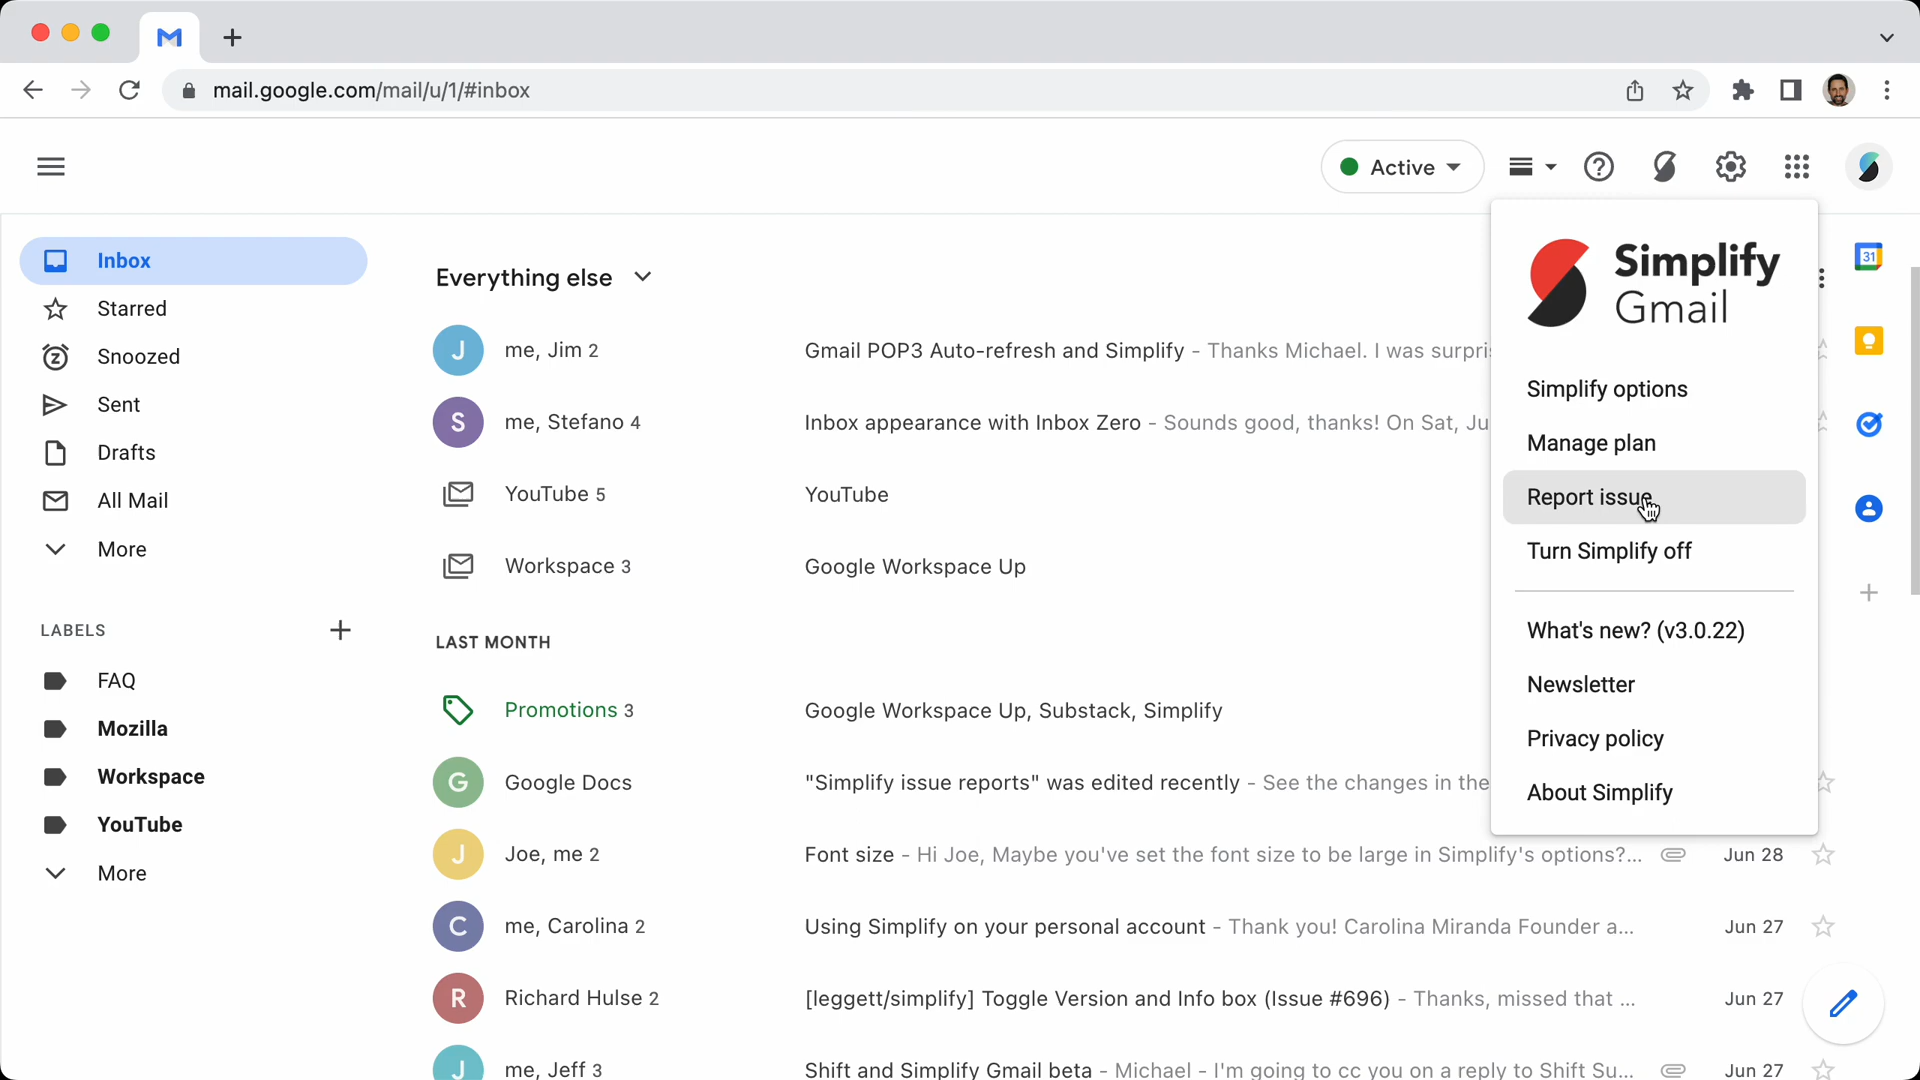 mail.google.com/mail/u/1/#inbox
Active
Inbox
Starred
Snoozed
Sent
Drafts
All Mail
More
LABELS
FAQ
Mozilla
Workspace
YouTube
More
Everything else
J me, Jim 2 Gmail POP3 Auto-refresh and Simplify - Thanks Michael. I was surpri
S me, Stefano 4 Inbox appearance with Inbox Zero - Sounds good, thanks! On Sat, Ju
YouTube 5 YouTube
Workspace 3 Google Workspace Up
LAST MONTH
Promotions 3 Google Workspace Up, Substack, Simplify
G Google Docs "Simplify issue reports" was edited recently - See the changes in the
J Joe, me 2 Font size - Hi Joe, Maybe you've set the font size to be large in Simplify's options?... Jun 28
C me, Carolina 2 Using Simplify on your personal account - Thank you! Carolina Miranda Founder a... Jun 27
R Richard Hulse 2 [leggett/simplify] Toggle Version and Info box (Issue #696) - Thanks, missed that ... Jun 27
J me, Jeff 3 Shift and Simplify Gmail beta - Michael - I'm going to cc you on a reply to Shift Su... Jun 27
Simplify
Gmail
Simplify options
Manage plan
Report issue
Turn Simplify off
What's new? (v3.0.22)
Newsletter
Privacy policy
About Simplify
31